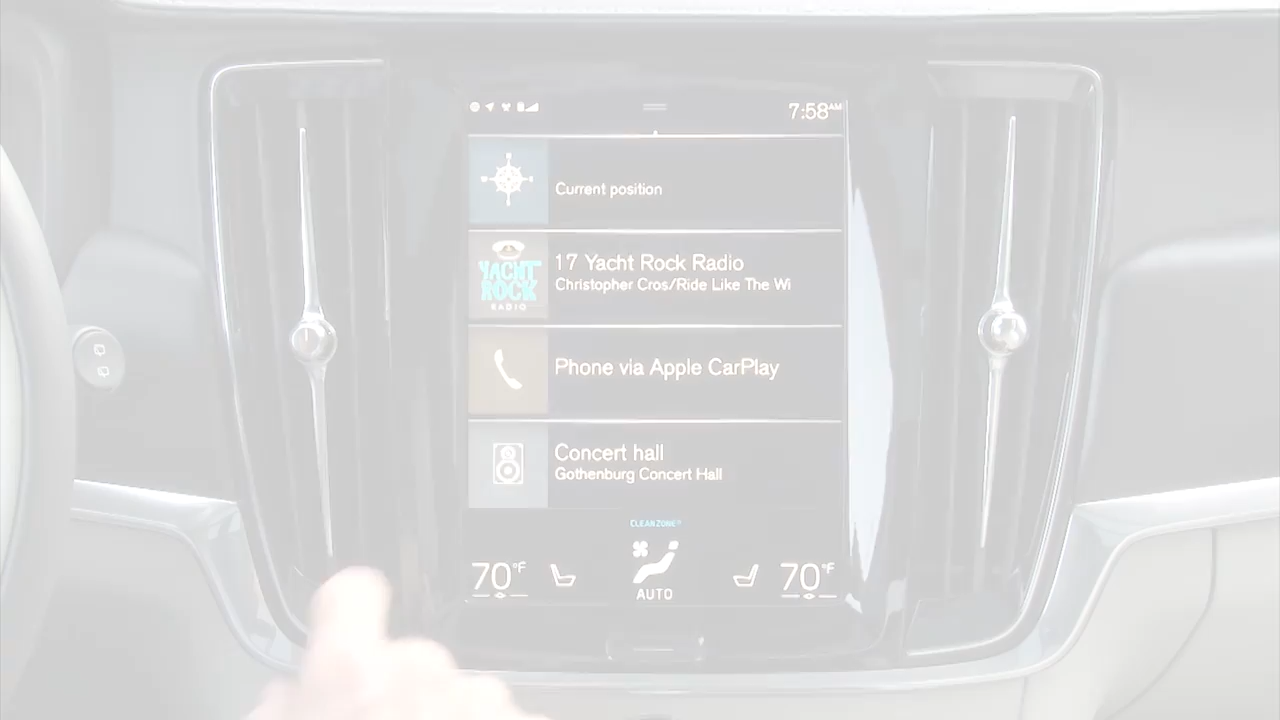 7:58AM
Current position
YACHT
ROCK
RADIO
17 Yacht Rock Radio
Christopher Cros/Ride Like The Wi
Phone via Apple CarPlay
Concert hall
Gothenburg Concert Hall
CLEANZONE®
70°F
70°F
AUTO